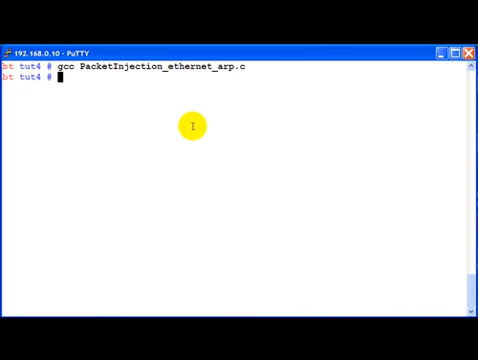 192.168.0.10 - PuTTY
bt tut4 # gcc PacketInjection_ethernet_arp.c
bt tut4 #